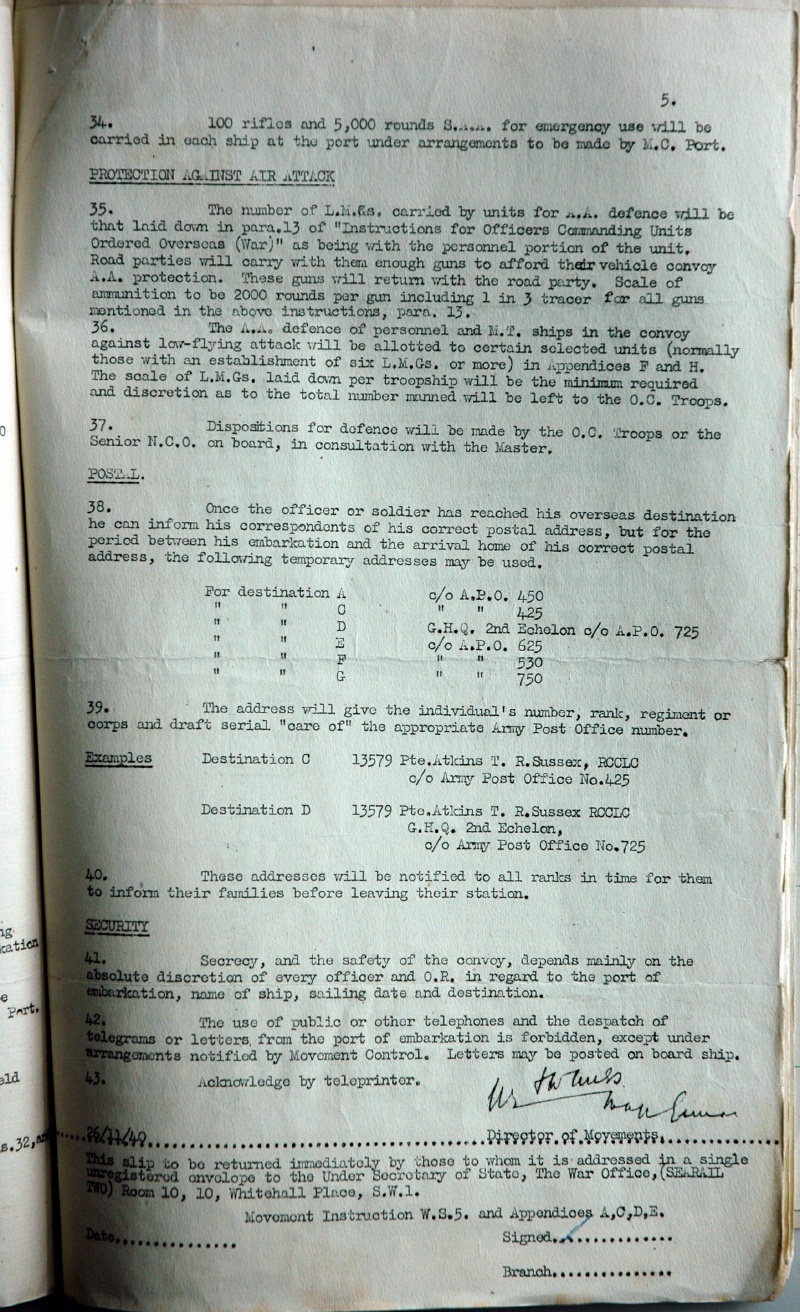 5.
34. 100 rifles and 5,000 rounds S.A.A. for emergency use will be
carried in each ship at the port under arrangements to be made by M.C. Port.
PROTECTION AGAINST AIR ATTACK
35. The number of L.M.Gs. carried by units for A.A. defence will be
that laid down in para.13 of "Instructions for Officers Commanding Units
Ordered Overseas (War)" as being with the personnel portion of the unit.
Road parties will carry with them enough guns to afford their vehicle convoy
A.A. protection. These guns will return with the road party. Scale of
ammunition to be 2000 rounds per gun including 1 in 3 tracer for all guns
mentioned in the above instructions, para. 13.
36. The A.A. defence of personnel and M.T. ships in the convoy
against low-flying attack will be allotted to certain selected units (normally
those with an establishment of six L.M.Gs. or more) in Appendices F and H.
The scale of L.M.Gs. laid down per troopship will be the minimum required
and discretion as to the total number manned will be left to the O.C. Troops.
37. Dispositions for defence will be made by the O.C. Troops or the
Senior N.C.O. on board, in consultation with the Master.
POSTAL.
38. Once the officer or soldier has reached his overseas destination
he can inform his correspondents of his correct postal address, but for the
period between his embarkation and the arrival home of his correct postal
address, the following temporary addresses may be used.
For destination A c/o A.P.O. 450
" " C " " 425
" " D G.H.Q. 2nd Echelon c/o A.P.O. 725
" " E c/o A.P.O. 625
" " F " " 530
" " G " " 750
39. The address will give the individual's number, rank, regiment or
corps and draft serial "care of" the appropriate Army Post Office number.
Examples Destination C 13579 Pte.Atkins T. R.Sussex, RCCLC
c/o Army Post Office No.425
Destination D 13579 Pte.Atkins T. R.Sussex RCCLC
G.H.Q. 2nd Echelon,
c/o Army Post Office No.725
40. These addresses will be notified to all ranks in time for them
to inform their families before leaving their station.
SECURITY
41. Secrecy, and the safety of the convoy, depends mainly on the
absolute discretion of every officer and O.R. in regard to the port of
embarkation, name of ship, sailing date and destination.
42. The use of public or other telephones and the despatch of
telegrams or letters from the port of embarkation is forbidden, except under
arrangements notified by Movement Control. Letters may be posted on board ship.
43. Acknowledge by teleprinter.
26/11/40 Director of Movements.
This slip to be returned immediately by those to whom it is addressed in a single
unregistered envelope to the Under Secretary of State, The War Office, (SEARAIL
TWO) Room 10, 10, Whitehall Place, S.W.1.
Movement Instruction W.S.5. and Appendices A,C,D,E.
Date............... Signed...............
Branch...............